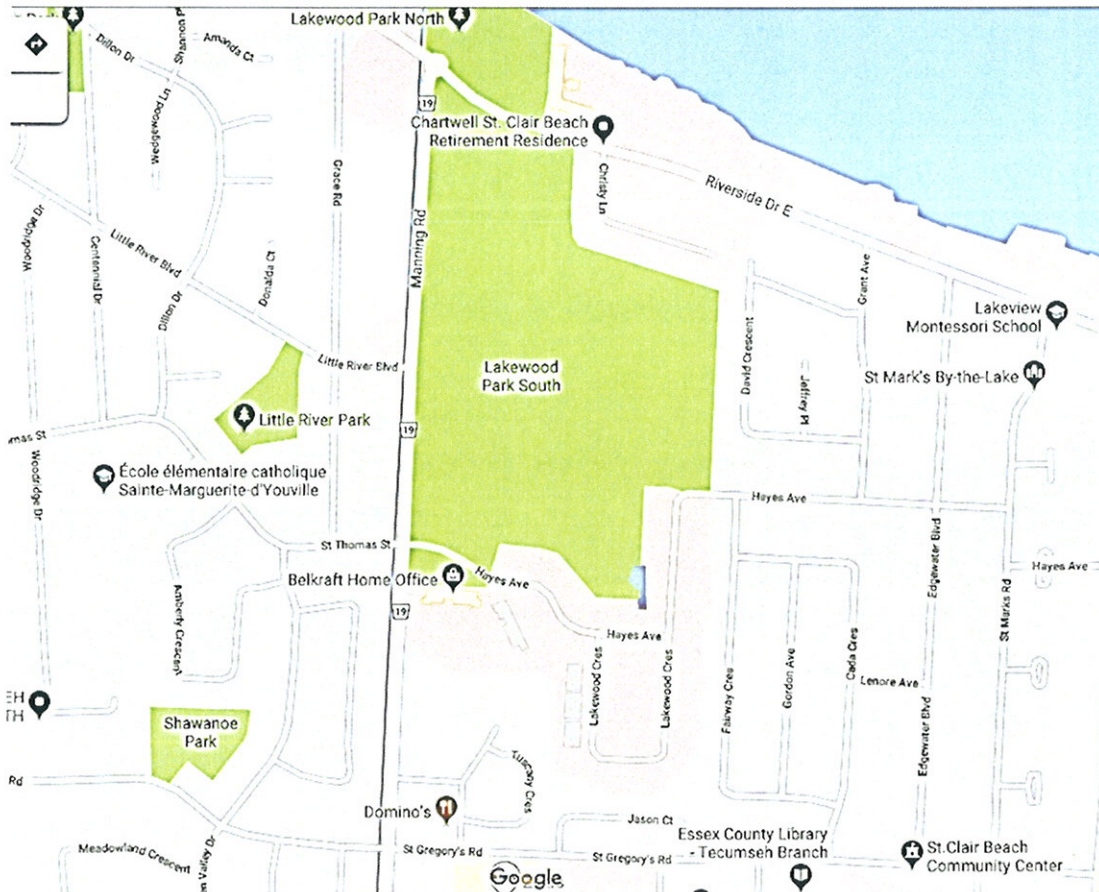 Lakewood Park North
Dillon Dr
Shannon Pl
Amanda Ct
Wedgewood Ln
19
Chartwell St. Clair Beach
Retirement Residence
Grace Rd
Christy Ln
Riverside Dr E
Woodridge Dr
Centennial Dr
Little River Blvd
Manning Rd
Donalda Ct
Dillon Dr
Grant Ave
Lakeview
Montessori School
Little River Blvd
Lakewood
Park South
David Crescent
Jeffrey Pl
St Mark's By-the-Lake
Little River Park
19
Woodridge Dr
École élémentaire catholique
Sainte-Marguerite-d'Youville
Hayes Ave
St Thomas St
Belkraft Home Office
Hayes Ave
Edgewater Blvd
Hayes Ave
19
Amberly Crescent
St Marks Rd
Hayes Ave
Lakewood Cres
Lakewood Cres
Fairway Cres
Gordon Ave
Cada Cres
Lenore Ave
Shawanoe
Park
Edgewater Blvd
Tuscany Cres
Rd
Domino's
Jason Ct
Essex County Library
- Tecumseh Branch
Meadowland Crescent
St Gregory's Rd
St Gregory's Rd
St.Clair Beach
Community Center
Google